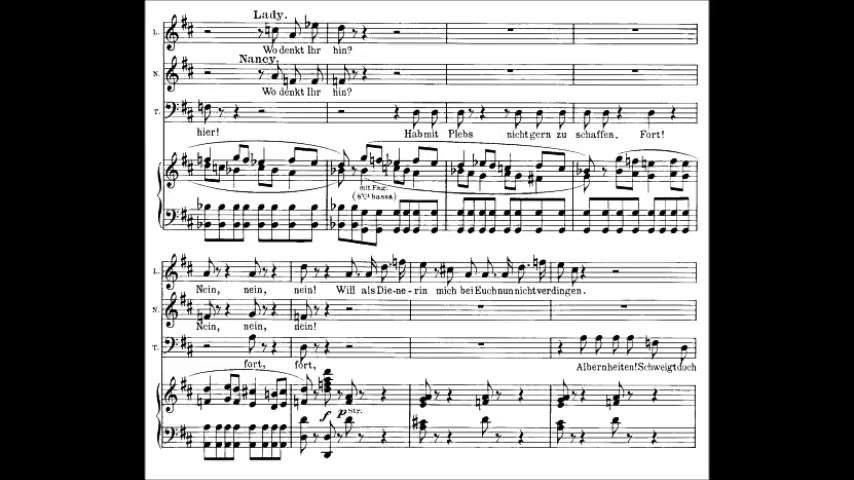 Lady.
L.
Wo denkt Ihr hin?
Nancy.
N.
Wo denkt Ihr hin?
T.
hier! Hab mit Plebs nicht gern zu schaffen. Fort!
mit Fag.
(8va bassa)
L.
Nein, nein, nein! Will als Die-ne-rin mich bei Euch nun nicht verdingen.
N.
Nein, nein, nein!
T.
fort, fort, Albernheiten! Schweigt doch
f p Str.